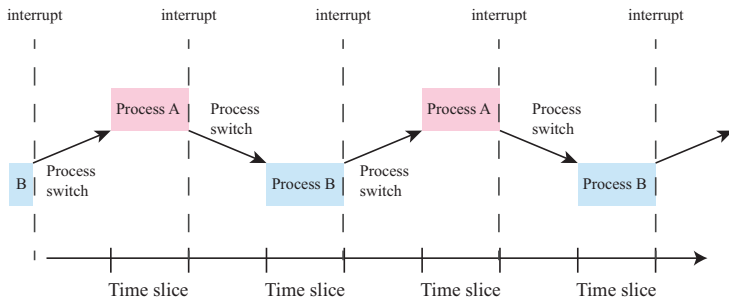 interrupt
interrupt
interrupt
interrupt
interrupt
Process A
Process
switch
Process A
Process
switch
B
Process
switch
Process B
Process
switch
Process B
Time slice
Time slice
Time slice
Time slice